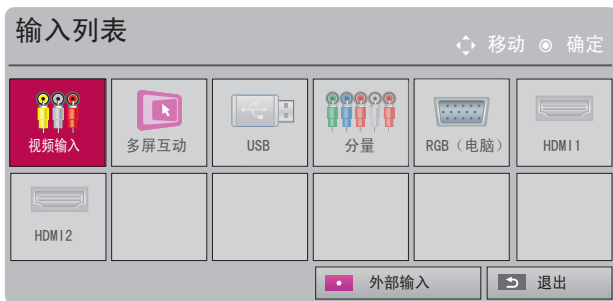 输入列表
移动 确定
视频输入 多屏互动 USB 分量 RGB（电脑） HDMI1
HDMI2
外部输入 退出